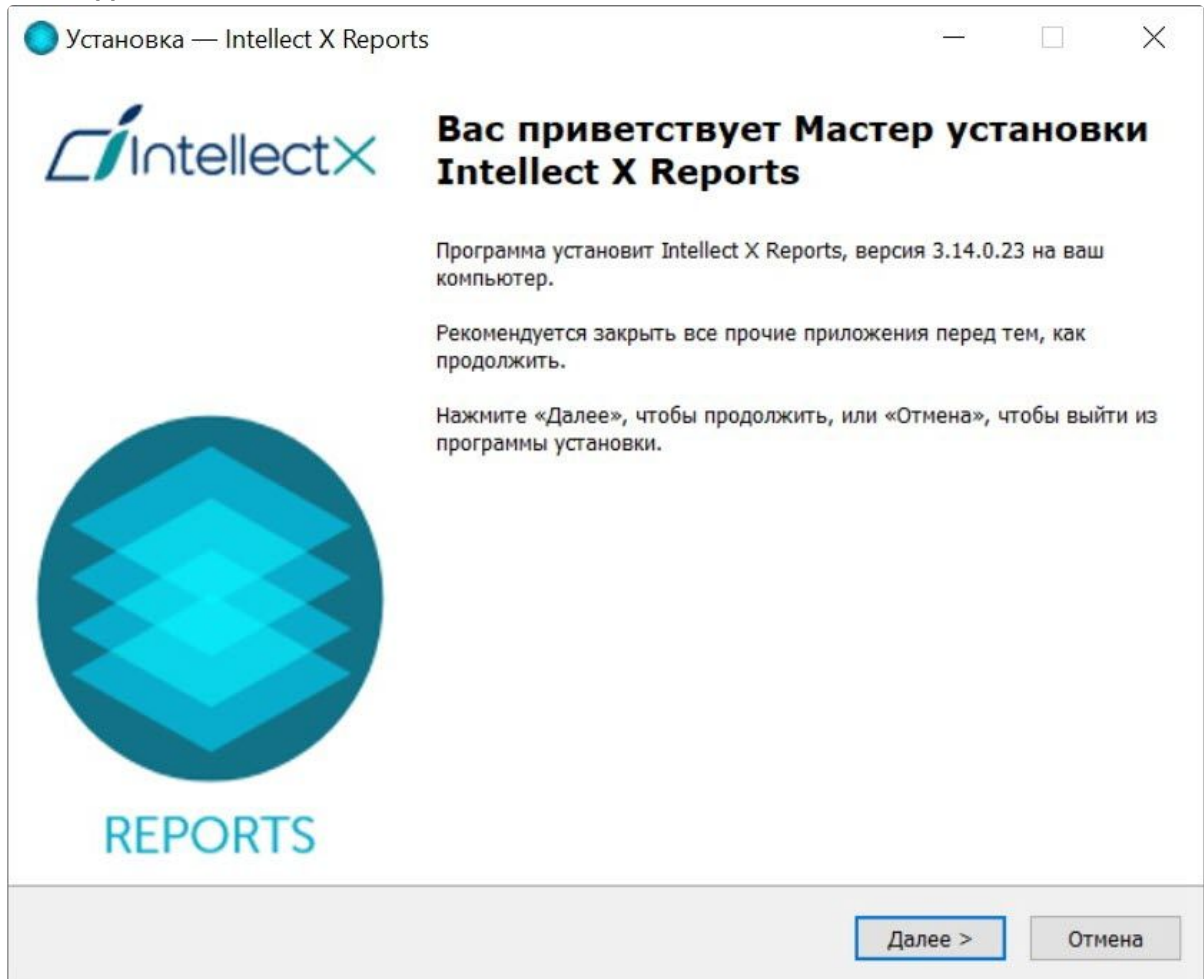 Установка — Intellect X Reports
IntellectX
Вас приветствует Мастер установки
Intellect X Reports
Программа установит Intellect X Reports, версия 3.14.0.23 на ваш
компьютер.
Рекомендуется закрыть все прочие приложения перед тем, как
продолжить.
Нажмите «Далее», чтобы продолжить, или «Отмена», чтобы выйти из
программы установки.
REPORTS
Далее >
Отмена